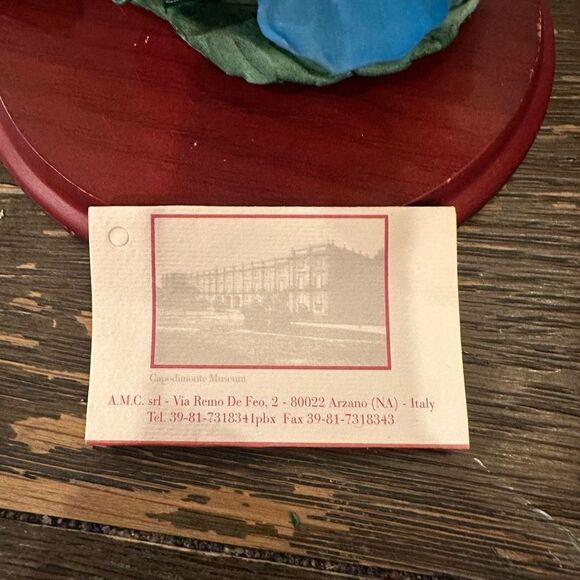 Capodimonte Museum
A.M.C. srl - Via Remo De Feo, 2 - 80022 Arzano (NA) - Italy
Tel. 39-81-7318341pbx Fax 39-81-7318343